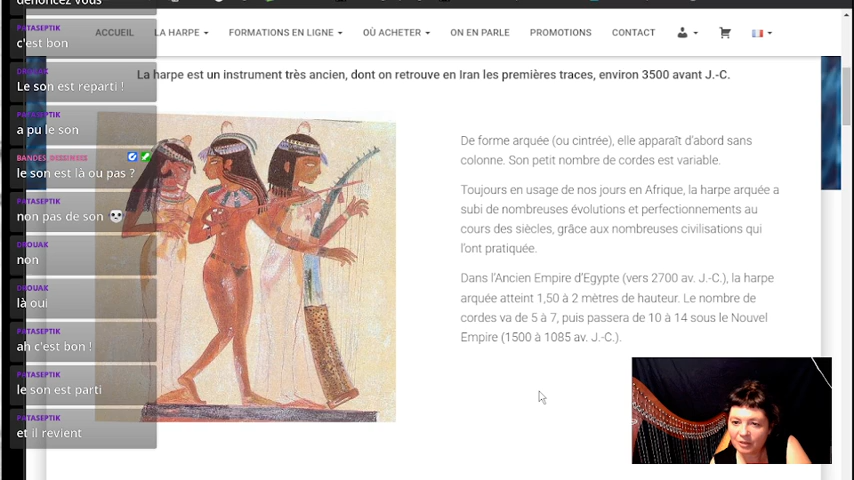 dénoncez vous
PATASEPTIK
c'est bon
DROUAK
Le son est reparti !
PATASEPTIK
a pu le son
BANDES_DESSINEES
le son est là ou pas ?
PATASEPTIK
non pas de son
DROUAK
non
DROUAK
là oui
PATASEPTIK
ah c'est bon !
PATASEPTIK
le son est parti
PATASEPTIK
et il revient
ACCUEIL LA HARPE FORMATIONS EN LIGNE OÙ ACHETER ON EN PARLE PROMOTIONS CONTACT
La harpe est un instrument très ancien, dont on retrouve en Iran les premières traces, environ 3500 avant J.-C.
De forme arquée (ou cintrée), elle apparaît d'abord sans
colonne. Son petit nombre de cordes est variable.
Toujours en usage de nos jours en Afrique, la harpe arquée a
subi de nombreuses évolutions et perfectionnements au
cours des siècles, grâce aux nombreuses civilisations qui
l'ont pratiquée.
Dans l'Ancien Empire d'Egypte (vers 2700 av. J.-C.), la harpe
arquée atteint 1,50 à 2 mètres de hauteur. Le nombre de
cordes va de 5 à 7, puis passera de 10 à 14 sous le Nouvel
Empire (1500 à 1085 av. J.-C.).